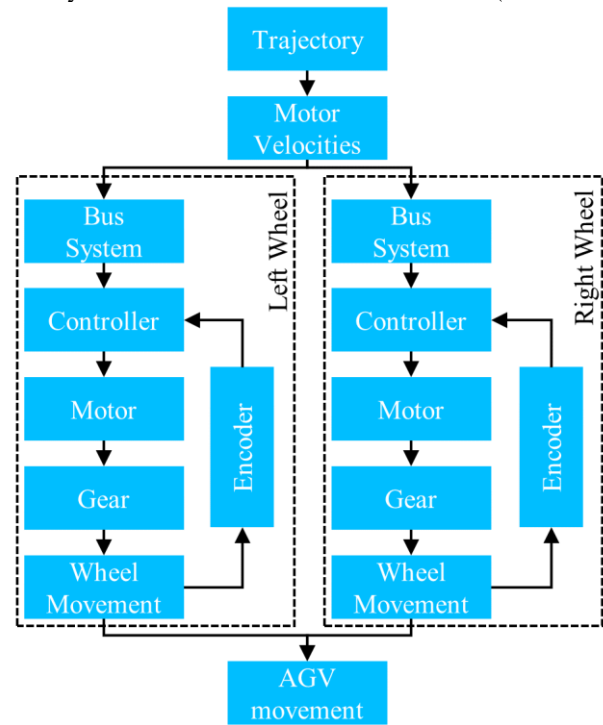 Trajectory
Motor
Velocities
Left Wheel
Bus
System
Controller
Motor
Encoder
Gear
Wheel
Movement
Right Wheel
Bus
System
Controller
Motor
Encoder
Gear
Wheel
Movement
AGV
movement